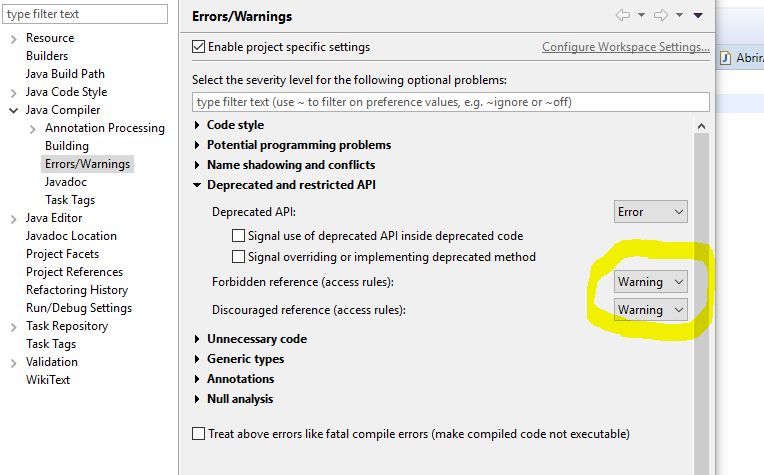 type filter text
Resource
Builders
Java Build Path
Java Code Style
Java Compiler
Annotation Processing
Building
Errors/Warnings
Javadoc
Task Tags
Java Editor
Javadoc Location
Project Facets
Project References
Refactoring History
Run/Debug Settings
Task Repository
Task Tags
Validation
WikiText
Errors/Warnings
Enable project specific settings
Configure Workspace Settings...
Select the severity level for the following optional problems:
type filter text (use ~ to filter on preference values, e.g. ~ignore or ~off)
Code style
Potential programming problems
Name shadowing and conflicts
Deprecated and restricted API
Deprecated API: Error
Signal use of deprecated API inside deprecated code
Signal overriding or implementing deprecated method
Forbidden reference (access rules): Warning
Discouraged reference (access rules): Warning
Unnecessary code
Generic types
Annotations
Null analysis
Treat above errors like fatal compile errors (make compiled code not executable)
J Abrir